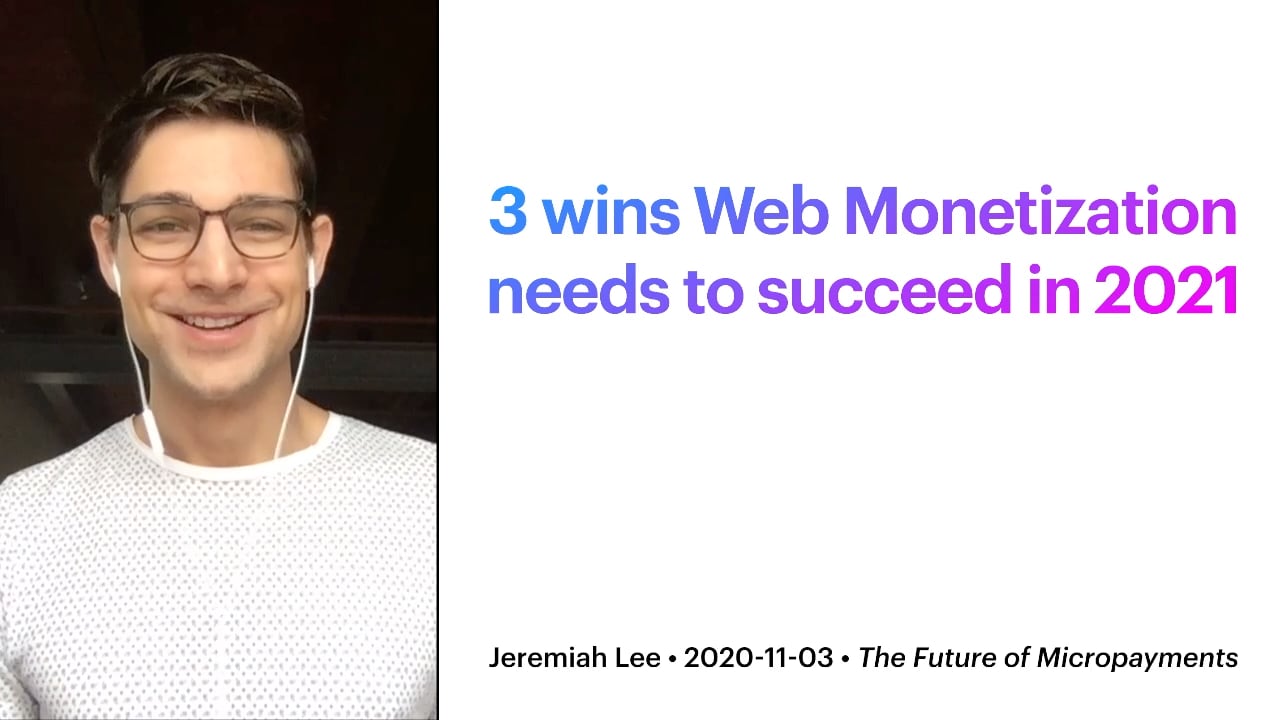 3 wins Web Monetization
needs to succeed in 2021
Jeremiah Lee • 2020-11-03 • The Future of Micropayments